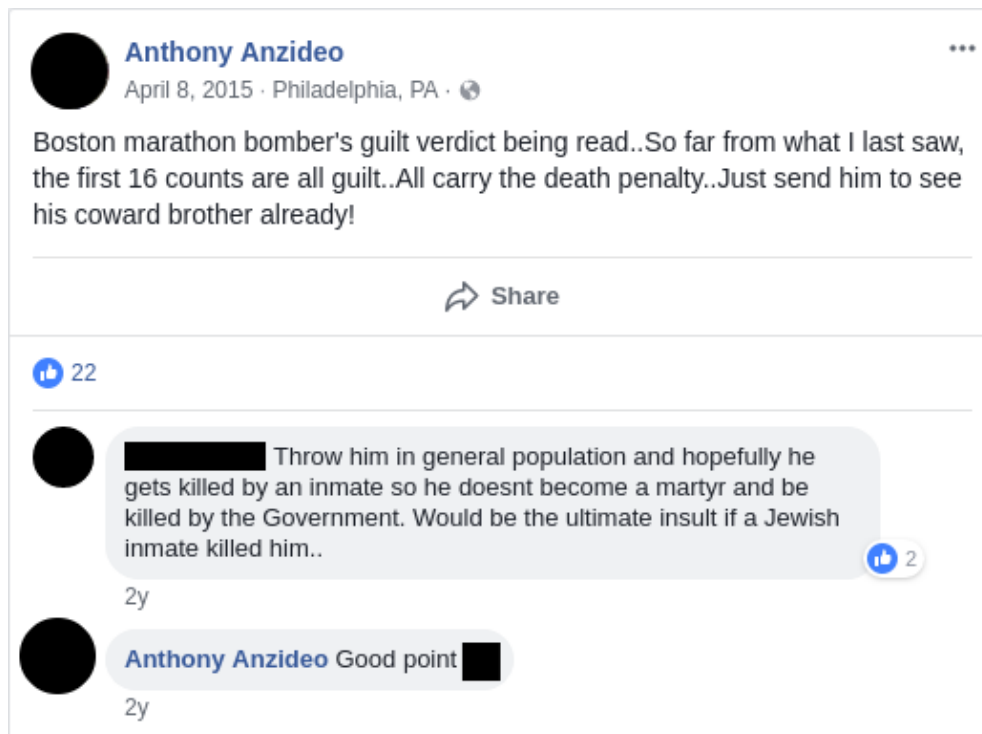 Anthony Anzideo
April 8, 2015 · Philadelphia, PA ·
Boston marathon bomber's guilt verdict being read..So far from what I last saw,
the first 16 counts are all guilt..All carry the death penalty..Just send him to see
his coward brother already!
Share
22
Throw him in general population and hopefully he
gets killed by an inmate so he doesnt become a martyr and be
killed by the Government. Would be the ultimate insult if a Jewish
inmate killed him..
2
2y
Anthony Anzideo Good point
2y